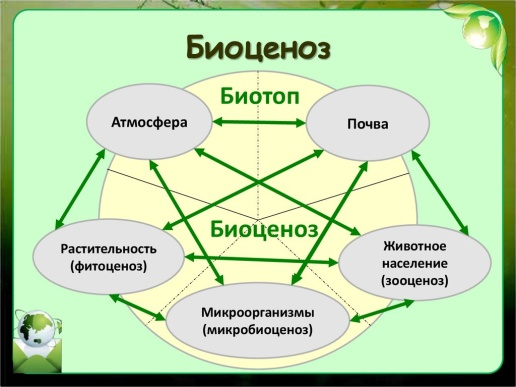 Биоценоз
Биотоп
Атмосфера
Почва
Биоценоз
Растительность
(фитоценоз)
Животное
население
(зооценоз)
Микроорганизмы
(микробиоценоз)